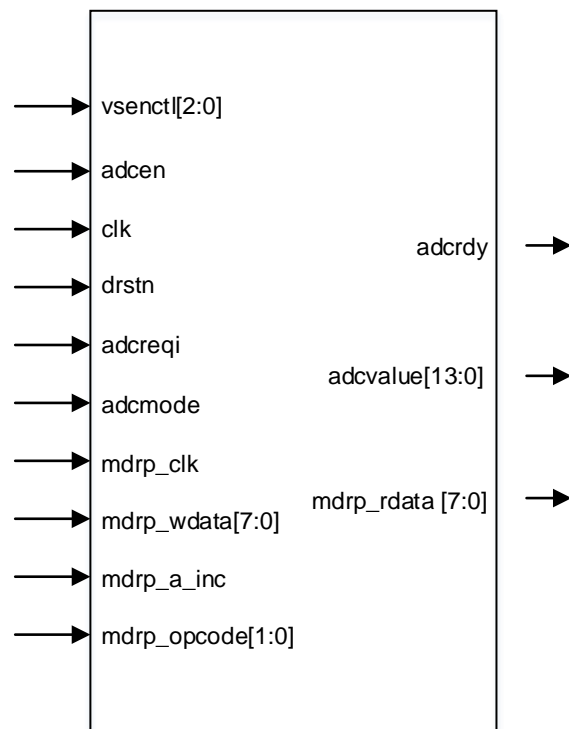 vsenctl[2:0]
adcen
clk
drstn
adcreqi
adcmode
mdrp_clk
mdrp_wdata[7:0]
mdrp_a_inc
mdrp_opcode[1:0]
adcrdy
adcvalue[13:0]
mdrp_rdata [7:0]